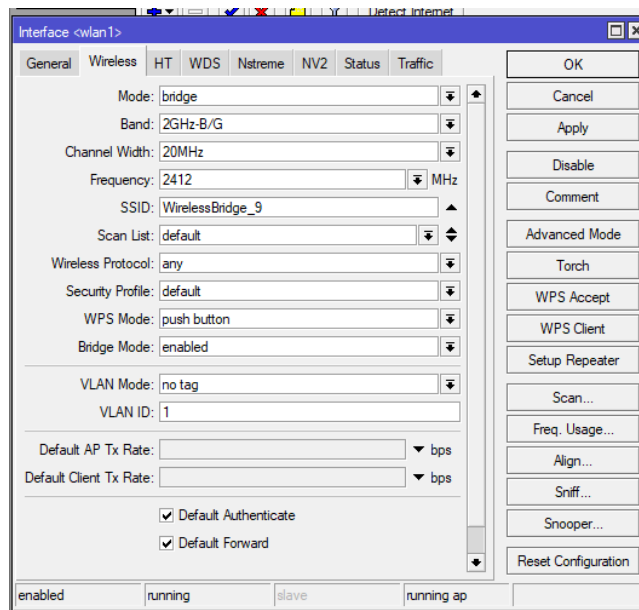 Detect Internet
Interface <wlan1>
General Wireless HT WDS Nstreme NV2 Status Traffic
Mode: bridge
Band: 2GHz-B/G
Channel Width: 20MHz
Frequency: 2412 MHz
SSID: WirelessBridge_9
Scan List: default
Wireless Protocol: any
Security Profile: default
WPS Mode: push button
Bridge Mode: enabled
VLAN Mode: no tag
VLAN ID: 1
Default AP Tx Rate: bps
Default Client Tx Rate: bps
Default Authenticate
Default Forward
OK
Cancel
Apply
Disable
Comment
Advanced Mode
Torch
WPS Accept
WPS Client
Setup Repeater
Scan...
Freq. Usage...
Align...
Sniff...
Snooper...
Reset Configuration
enabled running slave running ap